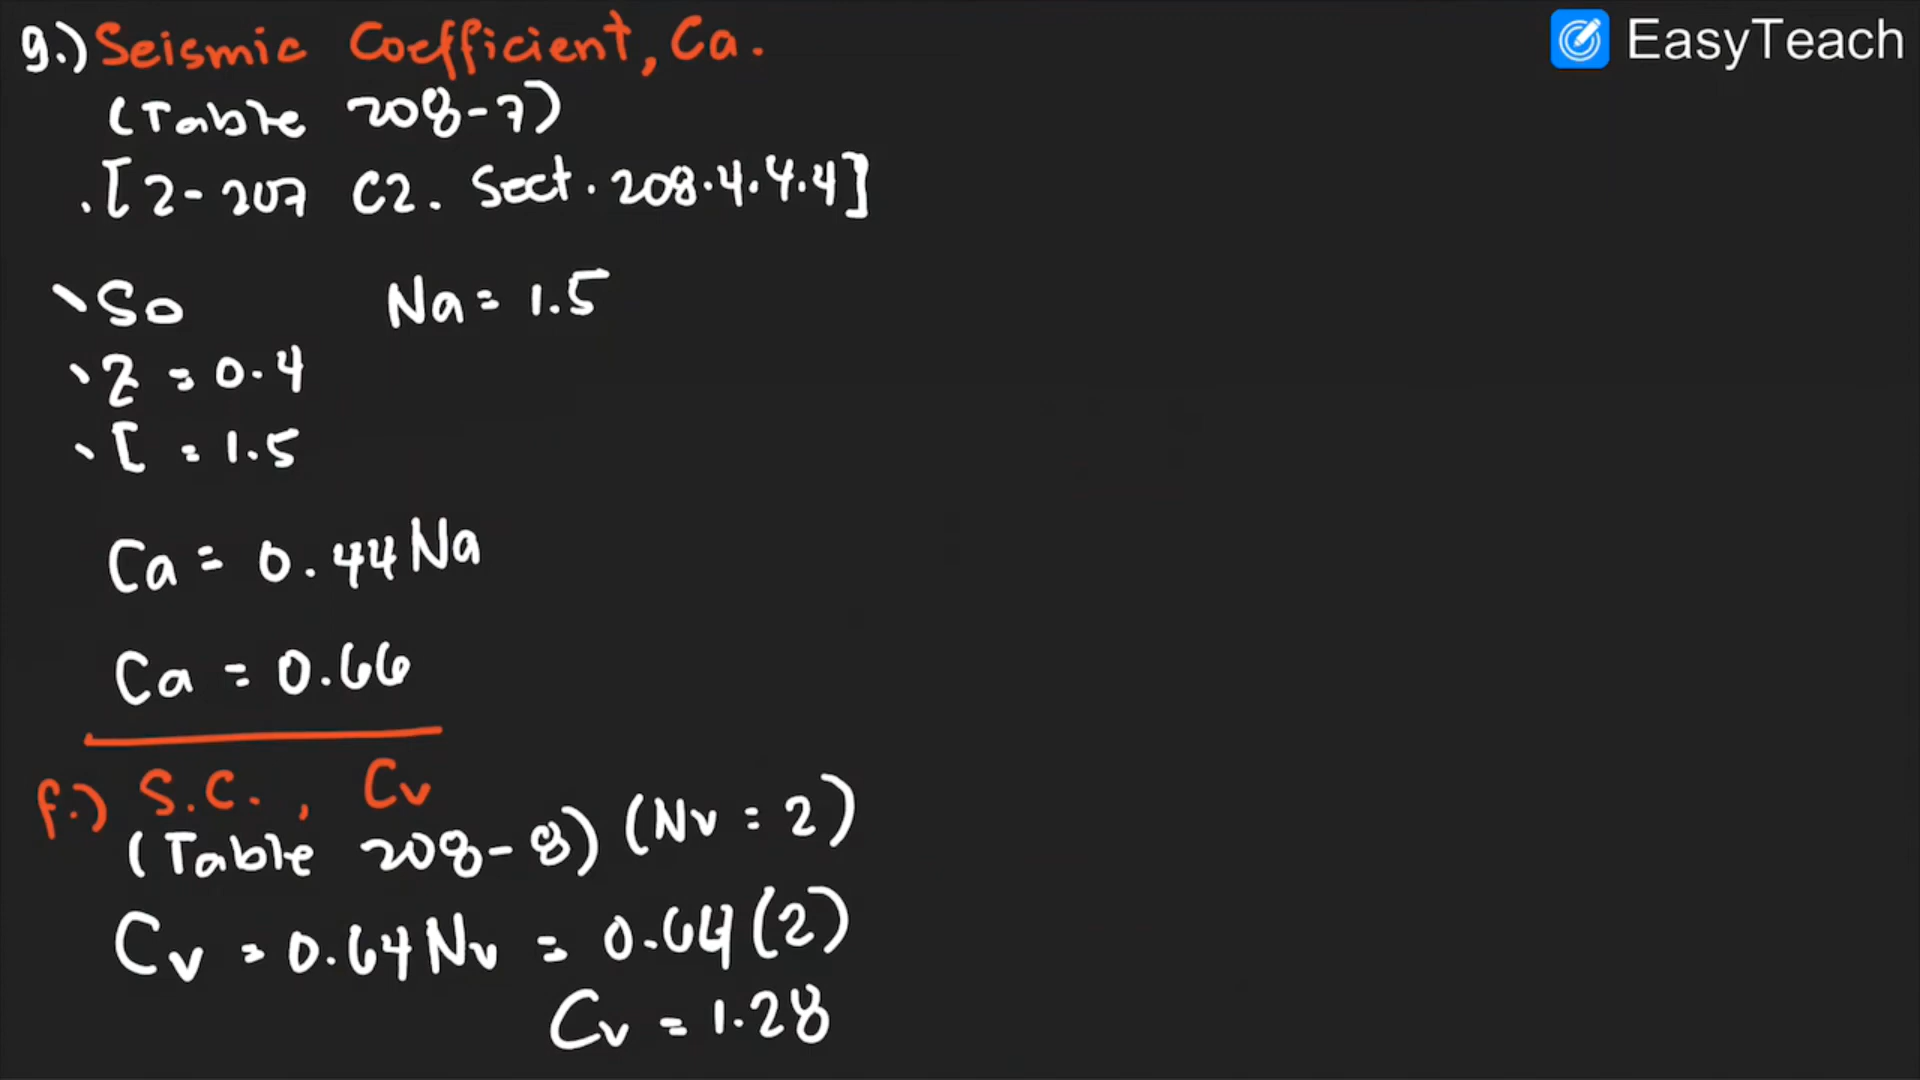 g.) Seismic Coefficient, Ca.
EasyTeach
(Table 208-7)
.[2-207 C2. Sect. 208.4.4.4]
SD Na = 1.5
Z = 0.4
I = 1.5
Ca = 0.44Na
Ca = 0.66
f.) S.C., Cv
(Table 208-8) (Nv = 2)
Cv = 0.64Nv = 0.64(2)
Cv = 1.28